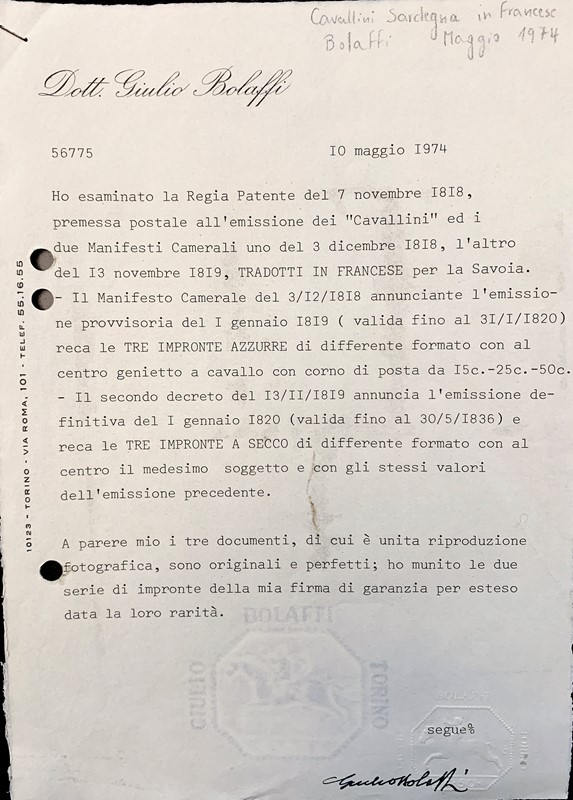 Cavallini Sardegna in Francese
Bolaffi Maggio 1974
Dott. Giulio Bolaffi
56775 IO maggio I974
Ho esaminato la Regia Patente del 7 novembre I8I8,
premessa postale all'emissione dei "Cavallini" ed i
due Manifesti Camerali uno del 3 dicembre I8I8, l'altro
del I3 novembre I8I9, TRADOTTI IN FRANCESE per la Savoia.
- Il Manifesto Camerale del 3/I2/I8I8 annunciante l'emissio-
ne provvisoria del I gennaio I8I9 ( valida fino al 3I/I/I820)
reca le TRE IMPRONTE AZZURRE di differente formato con al
centro genietto a cavallo con corno di posta da I5c.-25c.-50c.
- Il secondo decreto del I3/II/I8I9 annuncia l'emissione de-
finitiva del I gennaio I820 (valida fino al 30/5/I836) e
reca le TRE IMPRONTE A SECCO di differente formato con al
centro il medesimo soggetto e con gli stessi valori
dell'emissione precedente.
A parere mio i tre documenti, di cui è unita riproduzione
fotografica, sono originali e perfetti; ho munito le due
serie di impronte della mia firma di garanzia per esteso
data la loro rarità.
10123 - TORINO - VIA ROMA, 101 - TELEF. 55.16.55
BOLAFFI
GIULIO
TORINO
BOLAFFI
TORINO
segue%
Giulio Bolaffi